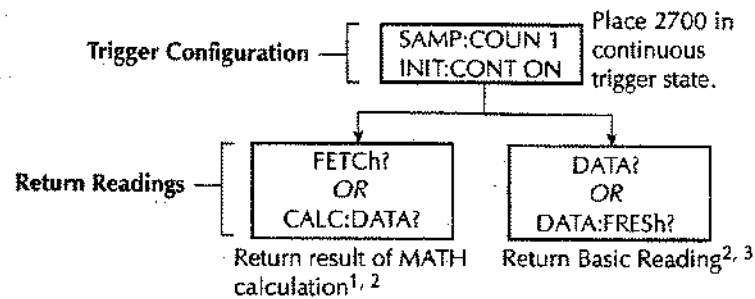 Trigger Configuration
SAMP:COUN 1
INIT:CONT ON
Place 2700 in
continuous
trigger state.
Return Readings
FETCh?
OR
CALC:DATA?
DATA?
OR
DATA:FRESh?
Return result of MATH
calculation1, 2
Return Basic Reading2, 3